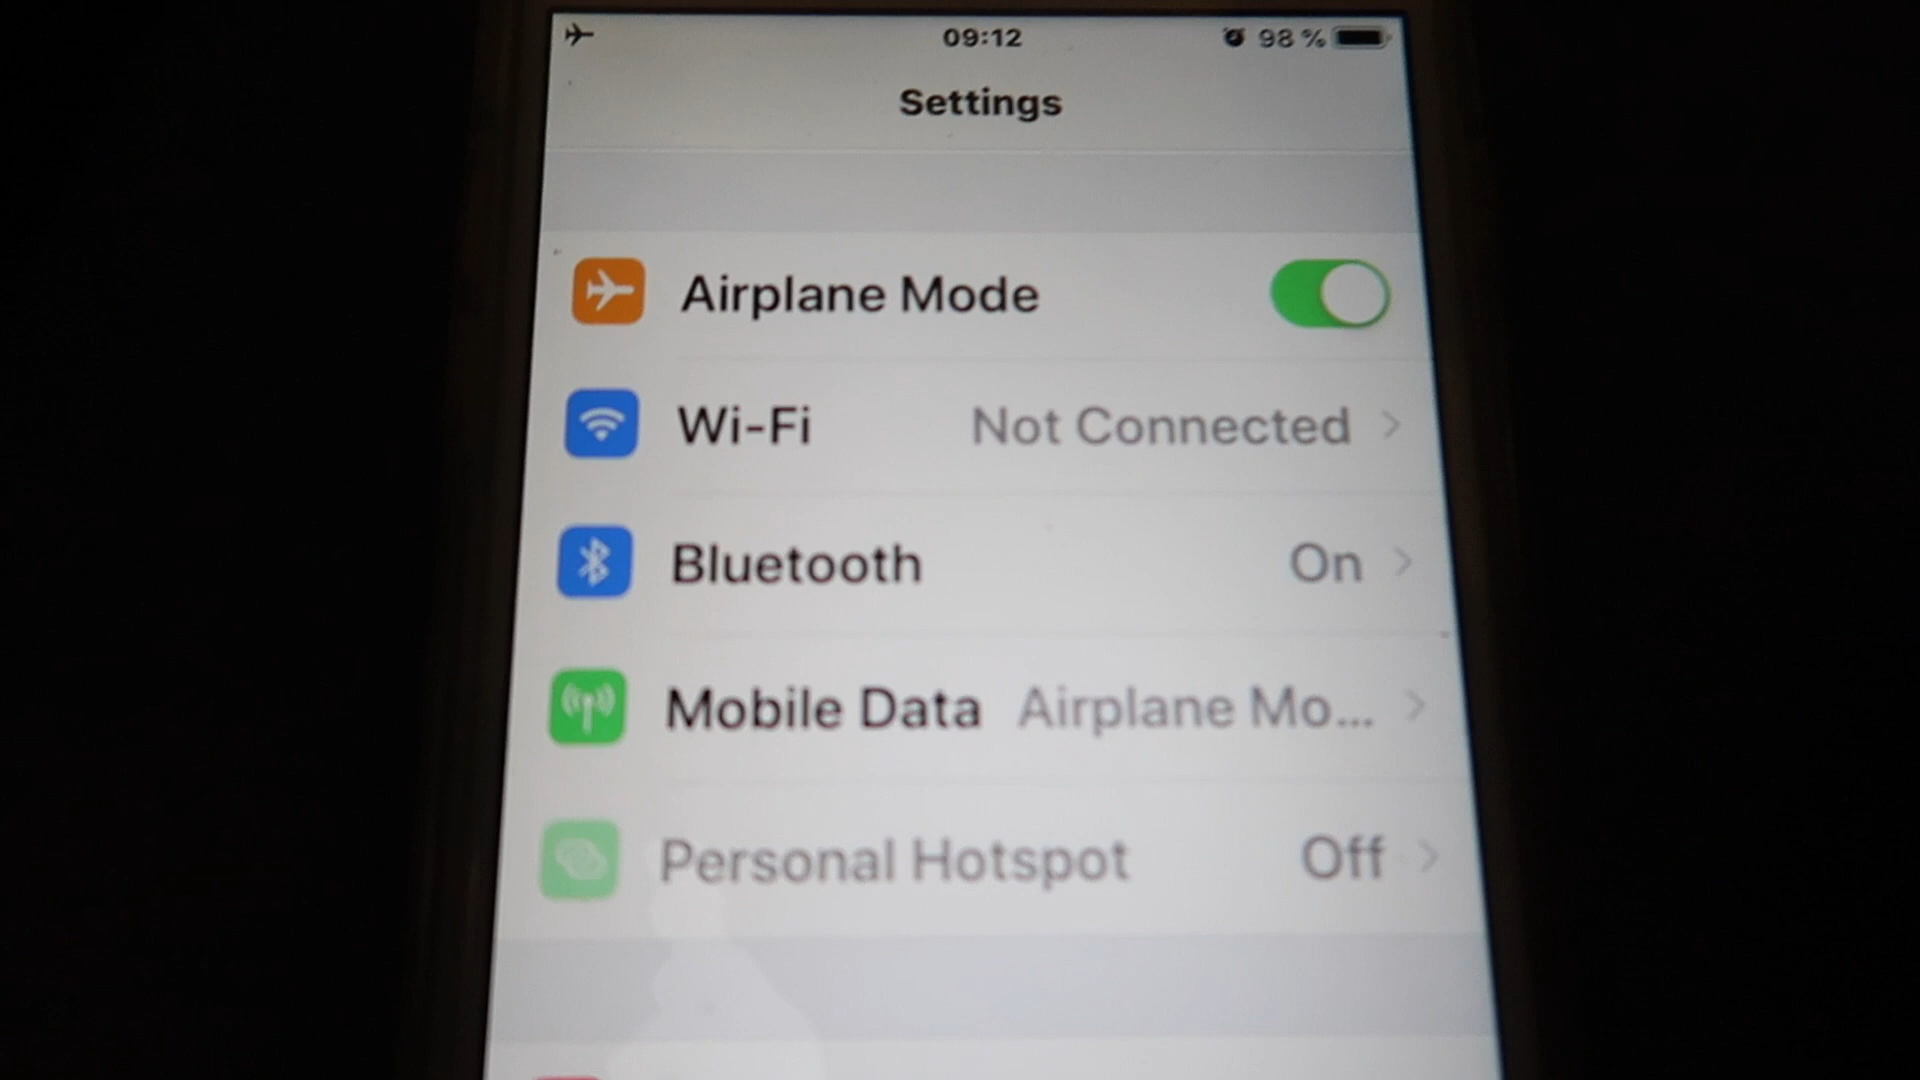 09:12 98 %
Settings
Airplane Mode
Wi-Fi Not Connected
Bluetooth On
Mobile Data Airplane Mo...
Personal Hotspot Off